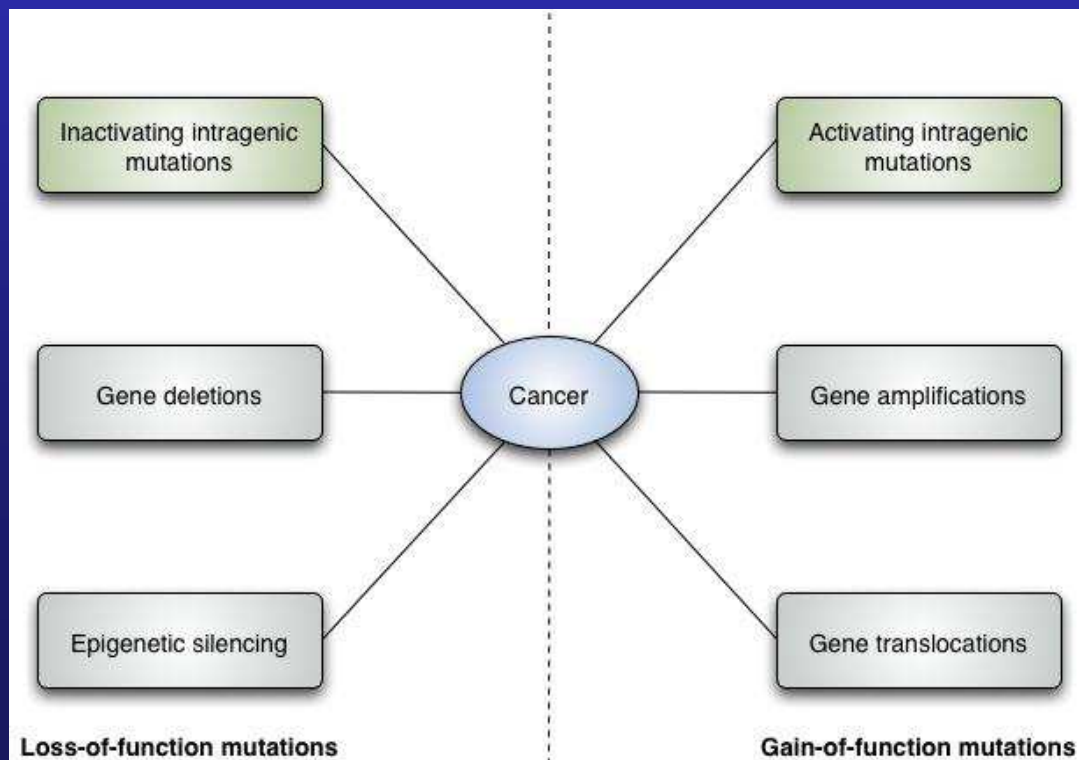 Inactivating intragenic
mutations
Activating intragenic
mutations
Gene deletions
Cancer
Gene amplifications
Epigenetic silencing
Gene translocations
Loss-of-function mutations
Gain-of-function mutations